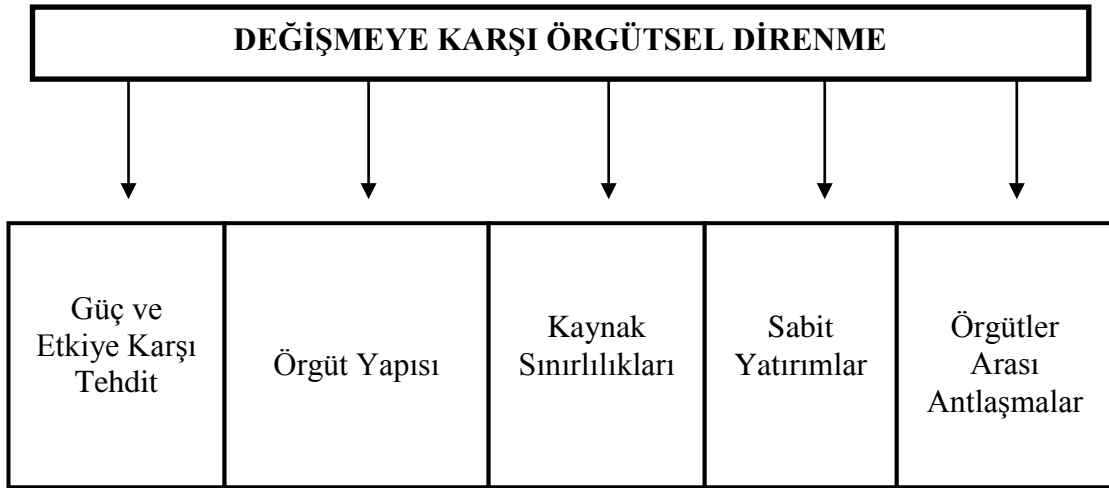 DEĞİŞMEYE KARŞI ÖRGÜTSEL DİRENME
Güç ve
Etkiye Karşı
Tehdit
Örgüt Yapısı
Kaynak
Sınırlılıkları
Sabit
Yatırımlar
Örgütler
Arası
Antlaşmalar